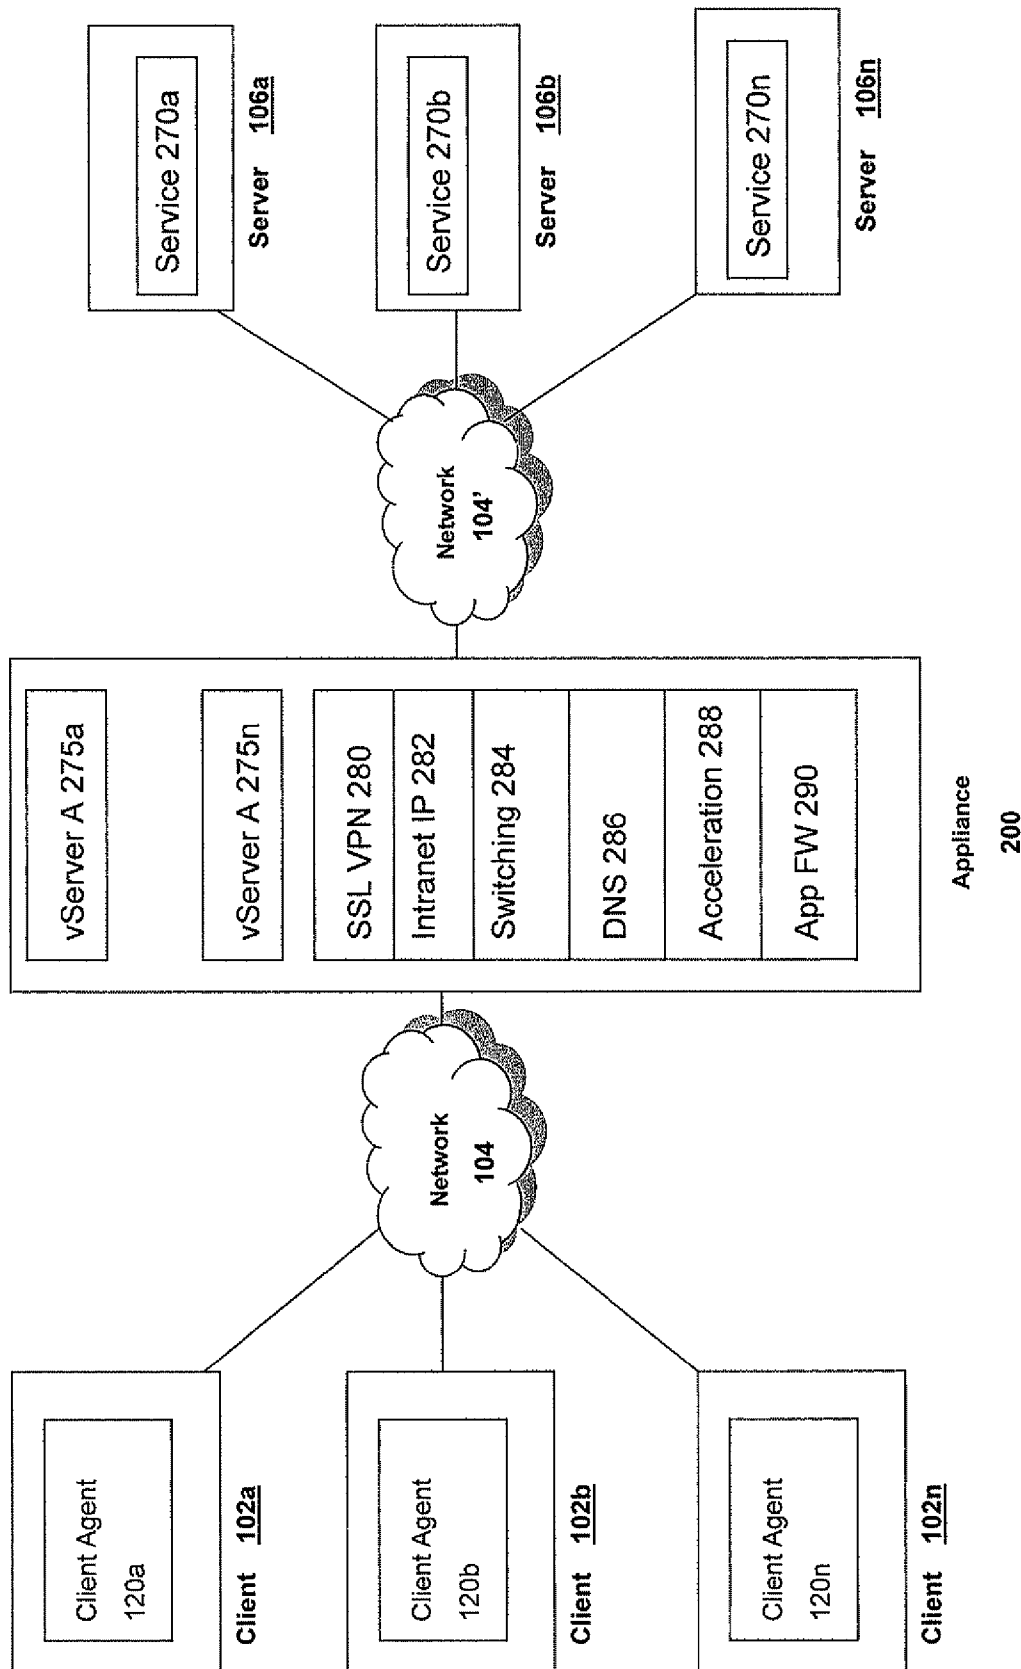 Client Agent
120a
Client 102a
Client Agent
120b
Client 102b
Client Agent
120n
Client 102n
Network
104
vServer A 275a
vServer A 275n
SSL VPN 280
Intranet IP 282
Switching 284
DNS 286
Acceleration 288
App FW 290
Appliance
200
Network
104'
Service 270a
Server 106a
Service 270b
Server 106b
Service 270n
Server 106n